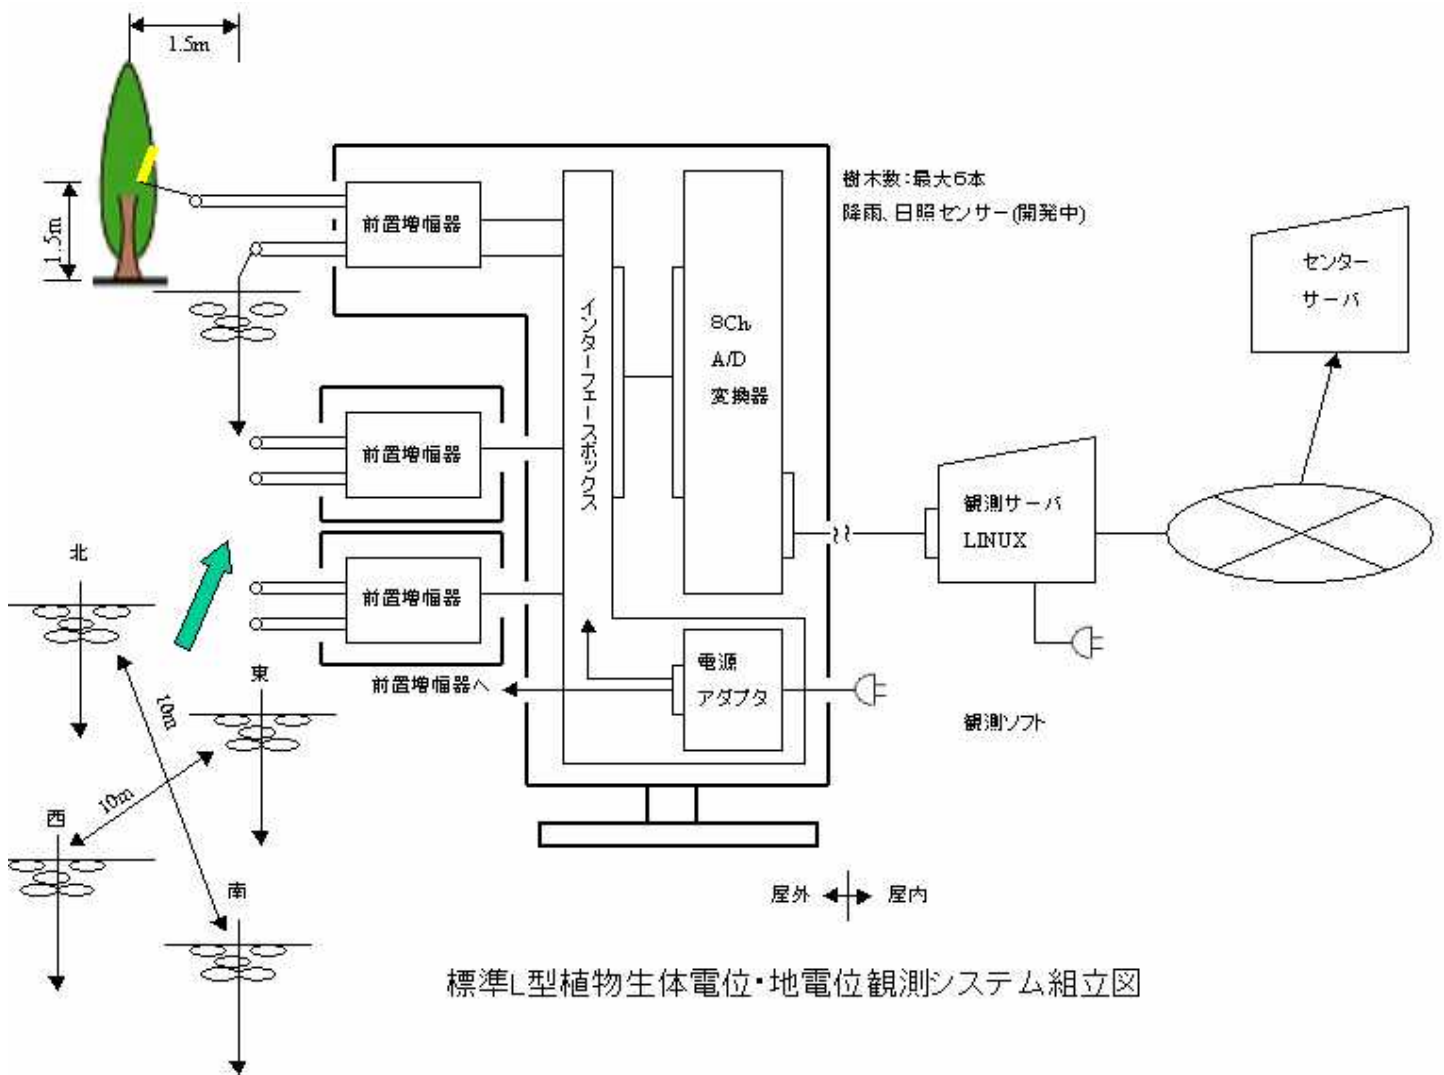 1.5m
1.5m
前置増幅器
インターフェースボックス
8Ch
A/D
変換器
樹木数:最大6本
降雨、日照センサー(開発中)
センター
サーバ
前置増幅器
観測サーバ
LINUX
前置増幅器
北
東
西
南
10m
10m
前置増幅器へ
電源
アダプタ
観測ソフト
屋外
屋内
標準L型植物生体電位・地電位観測システム組立図